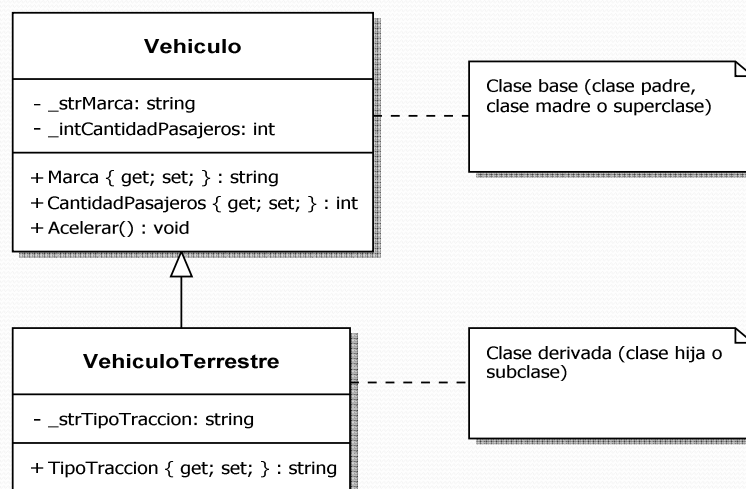 Vehiculo
- _strMarca: string
- _intCantidadPasajeros: int
+ Marca { get; set; } : string
+ CantidadPasajeros { get; set; } : int
+ Acelerar() : void
Clase base (clase padre,
clase madre o superclase)
VehiculoTerrestre
- _strTipoTraccion: string
+ TipoTraccion { get; set; } : string
Clase derivada (clase hija o
subclase)